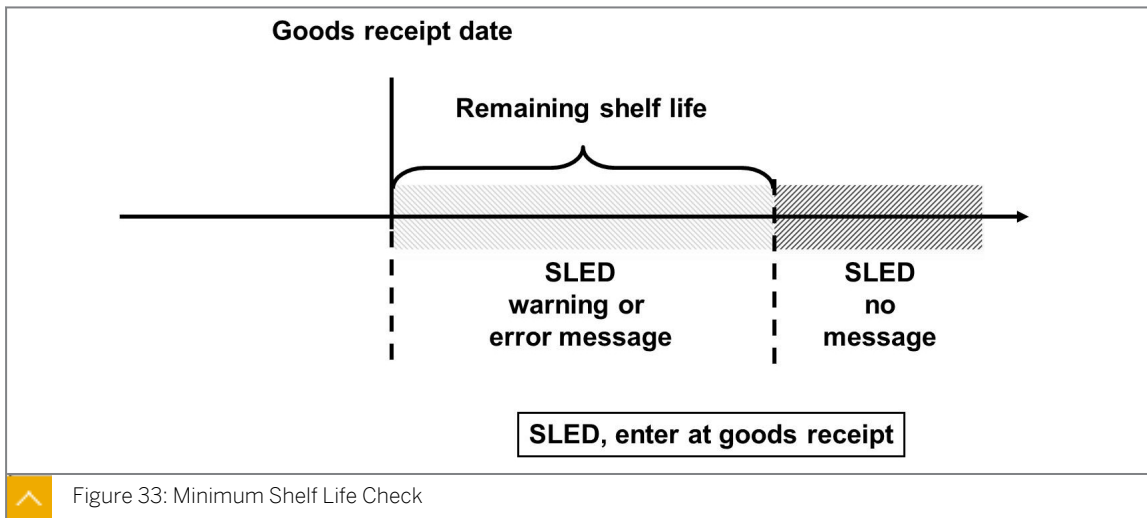 Goods receipt date
Remaining shelf life
SLED
warning or
error message
SLED
no
message
SLED, enter at goods receipt
Figure 33: Minimum Shelf Life Check